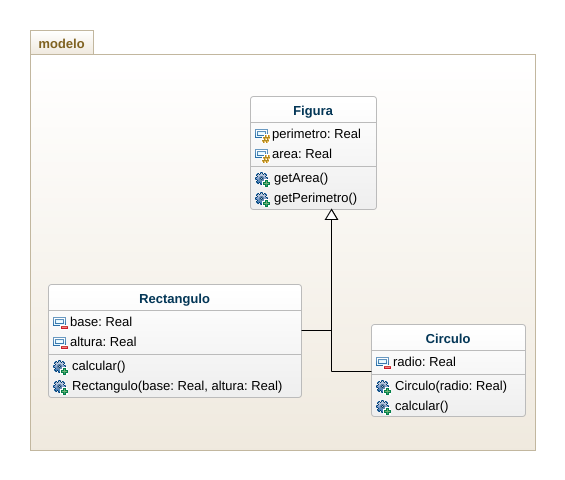 modelo
Figura
perimetro: Real
area: Real
getArea()
getPerimetro()
Rectangulo
base: Real
altura: Real
calcular()
Rectangulo(base: Real, altura: Real)
Circulo
radio: Real
Circulo(radio: Real)
calcular()